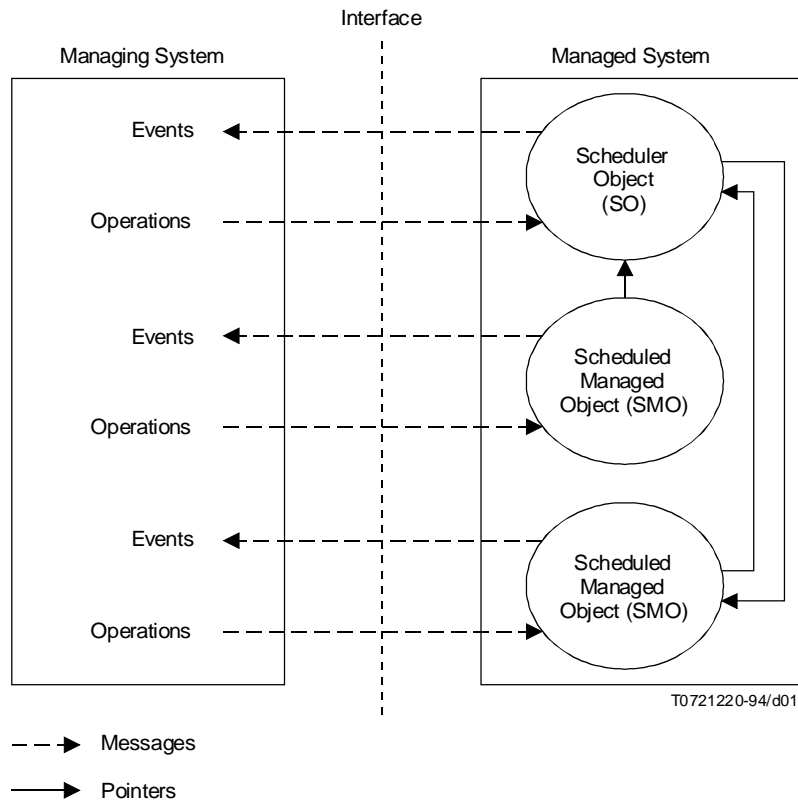 Interface
Managing System
Managed System
Events
Operations
Events
Operations
Events
Operations
Scheduler
Object
(SO)
Scheduled
Managed
Object (SMO)
Scheduled
Managed
Object (SMO)
T0721220-94/d01
Messages
Pointers